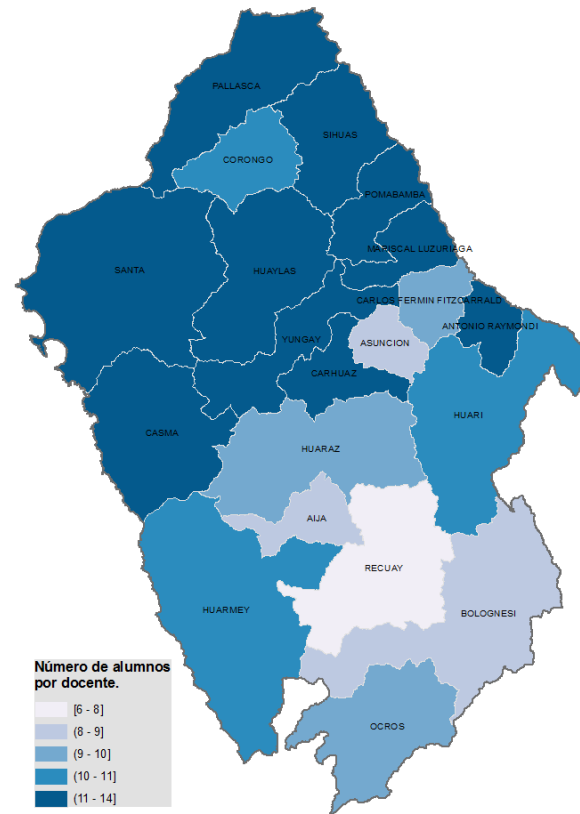 PALLASCA
SIHUAS
CORONGO
POMABAMBA
MARISCAL LUZURIAGA
SANTA
HUAYLAS
CARLOS FERMIN FITZCARRALD
ANTONIO RAYMONDI
YUNGAY
ASUNCION
CARHUAZ
HUARI
CASMA
HUARAZ
AIJA
RECUAY
HUARMEY
BOLOGNESI
OCROS
Número de alumnos
por docente.
[6 - 8]
(8 - 9]
(9 - 10]
(10 - 11]
(11 - 14]